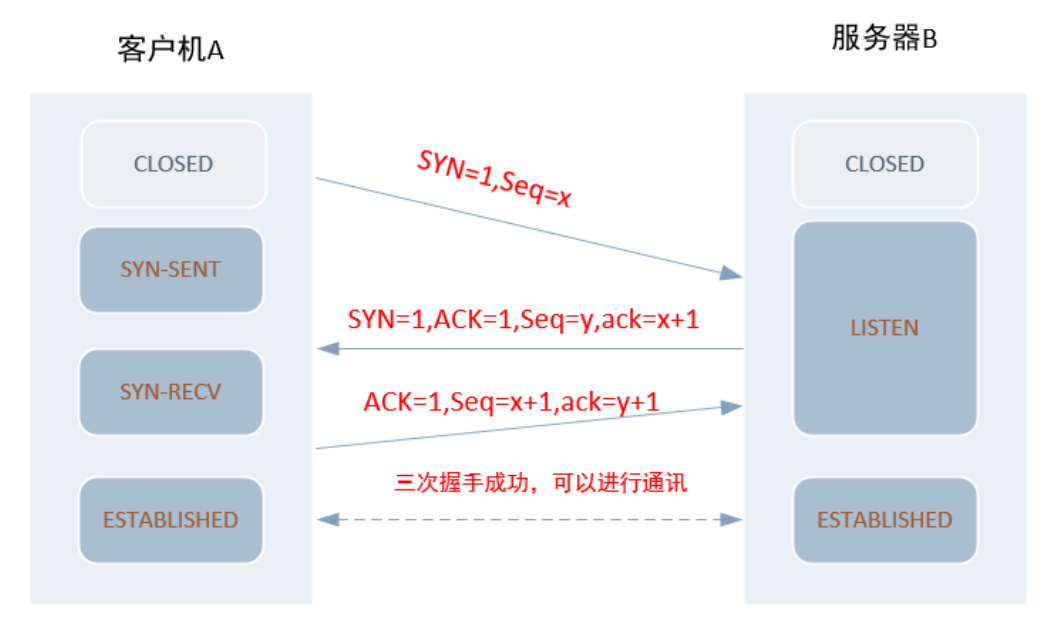 客户机A
服务器B
CLOSED
CLOSED
SYN=1,Seq=x
SYN-SENT
SYN=1,ACK=1,Seq=y,ack=x+1
LISTEN
SYN-RECV
ACK=1,Seq=x+1,ack=y+1
三次握手成功，可以进行通讯
ESTABLISHED
ESTABLISHED